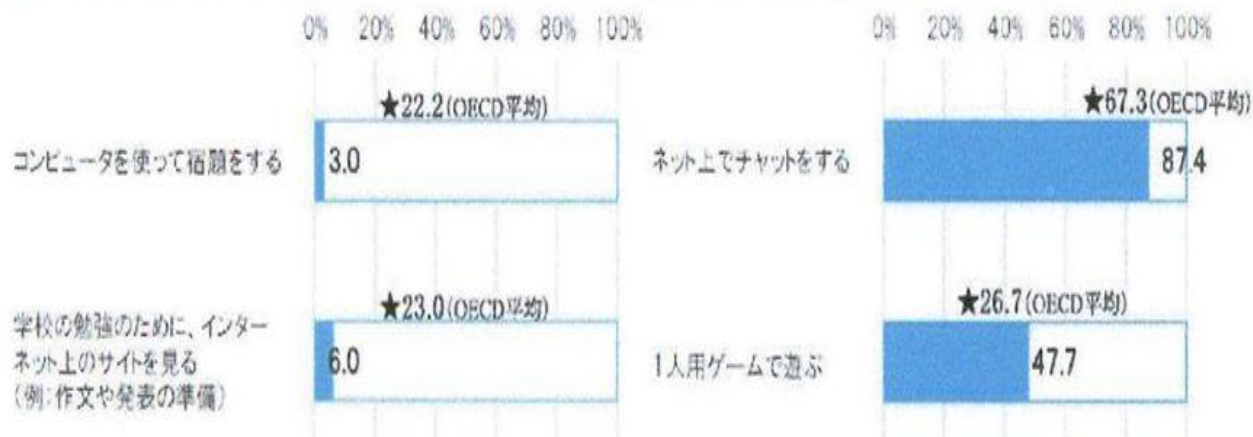 0% 20% 40% 60% 80% 100%
★22.2(OECD平均)
コンピュータを使って宿題をする
3.0
★23.0(OECD平均)
学校の勉強のために、インター
ネット上のサイトを見る
(例:作文や発表の準備)
6.0
0% 20% 40% 60% 80% 100%
★67.3(OECD平均)
ネット上でチャットをする
87.4
★26.7(OECD平均)
1人用ゲームで遊ぶ
47.7